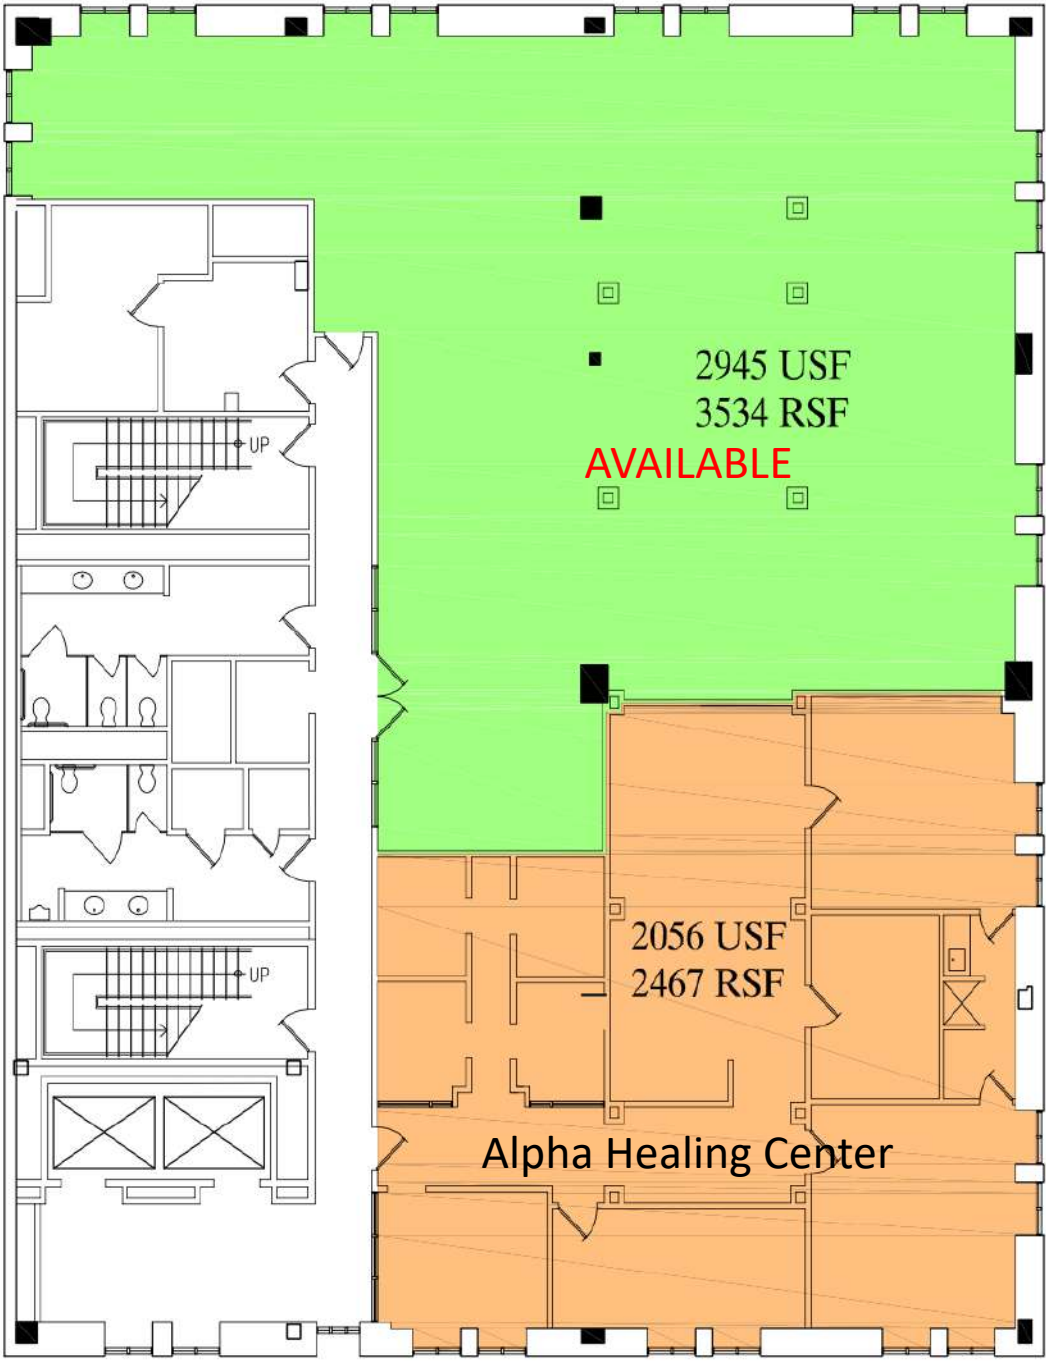 2945 USF
3534 RSF
AVAILABLE
UP
2056 USF
2467 RSF
UP
Alpha Healing Center